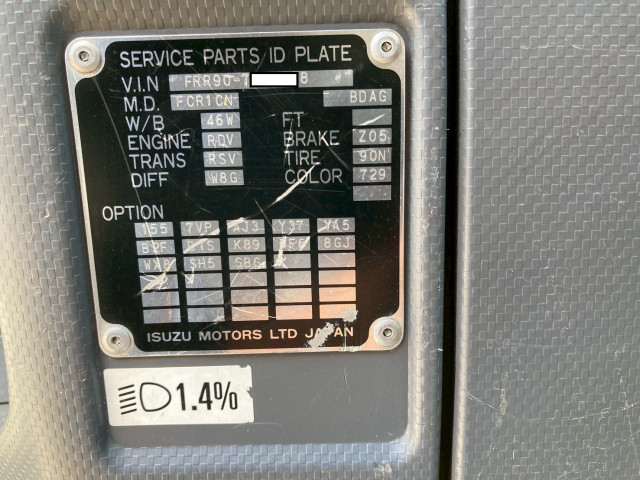 SERVICE PARTS ID PLATE
V.I.N FRR90-7 8
M.D. FCR1CN BDAG
W/B 46W FT
ENGINE RQV BRAKE Z05
TRANS RSV TIRE 90N
DIFF W8G COLOR 729
OPTION
Y55 7VP AJ3 Y37 YA5
BPF K89 8GJ
SH5 SBG
ISUZU MOTORS LTD JAPAN
1.4%